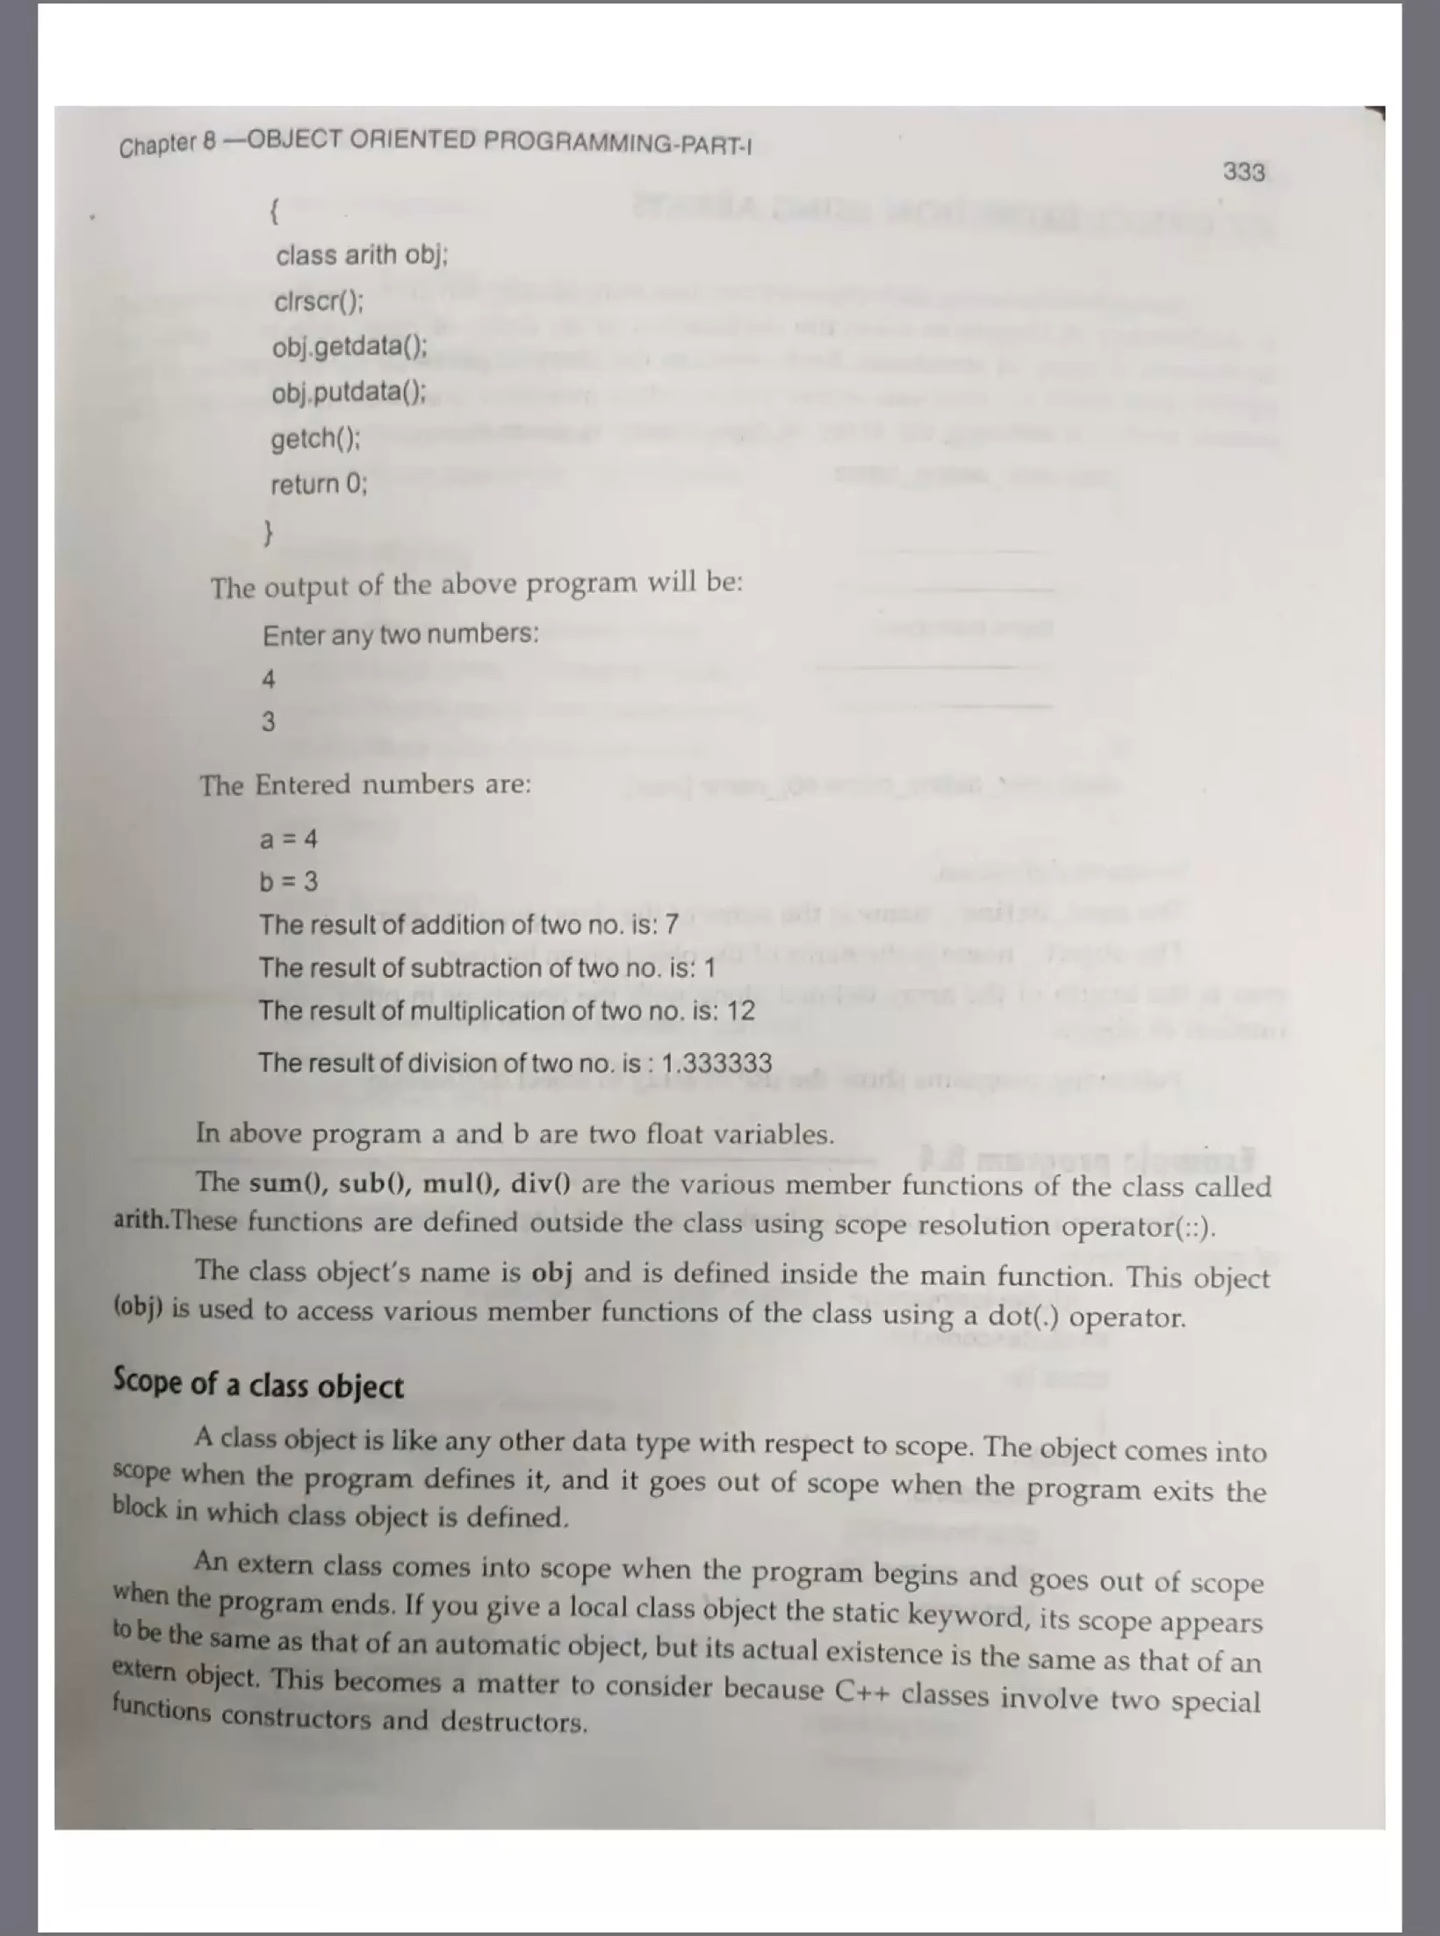 Chapter 8 —OBJECT ORIENTED PROGRAMMING-PART-I
333
{
class arith obj;
clrscr();
obj.getdata();
obj.putdata();
getch();
return 0;
}
The output of the above program will be:
Enter any two numbers:
4
3
The Entered numbers are:
a = 4
b = 3
The result of addition of two no. is: 7
The result of subtraction of two no. is: 1
The result of multiplication of two no. is: 12
The result of division of two no. is : 1.333333
In above program a and b are two float variables.
The sum(), sub(), mul(), div() are the various member functions of the class called
arith.These functions are defined outside the class using scope resolution operator(::).
The class object's name is obj and is defined inside the main function. This object
(obj) is used to access various member functions of the class using a dot(.) operator.
Scope of a class object
A class object is like any other data type with respect to scope. The object comes into
scope when the program defines it, and it goes out of scope when the program exits the
block in which class object is defined.
An extern class comes into scope when the program begins and goes out of scope
when the program ends. If you give a local class object the static keyword, its scope appears
to be the same as that of an automatic object, but its actual existence is the same as that of an
extern object. This becomes a matter to consider because C++ classes involve two special
functions constructors and destructors.